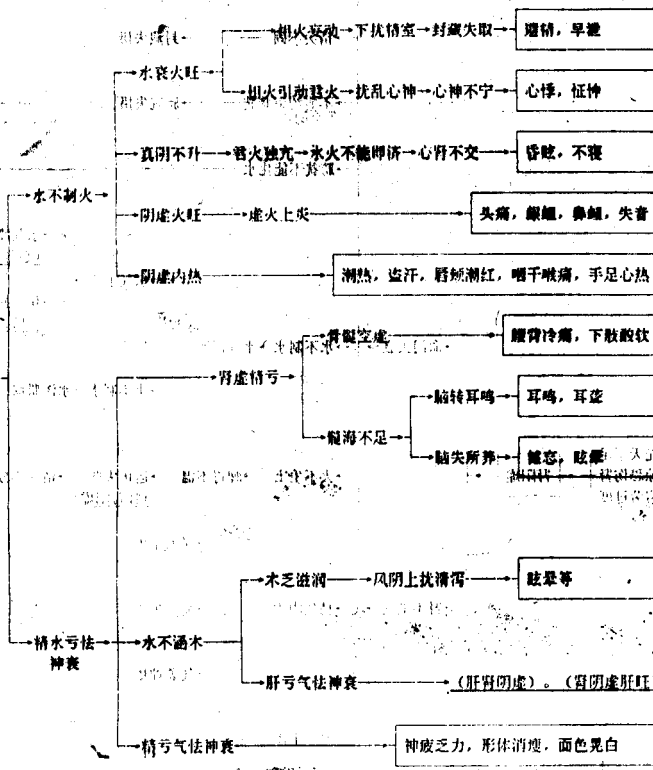 相火妄动→下扰精室→封藏失取→遗精，早泄
水衰火旺
相火引动君火→扰乱心神→心神不宁→心悸，怔忡
真阴不升→君火独亢→水火不能即济→心肾不交→昏眩，不寝
水不制火
阴虚火旺→虚火上炎→头痛，鼻衄，失音
阴虚内热→潮热，盗汗，唇颊潮红，咽干喉痛，手足心热
骨髓空虚→腰背冷痛，下肢酸软
肾虚精亏
脑转耳鸣→耳鸣，耳聋
髓海不足
脑失所养→健忘，眩晕
木乏滋润→风阴上扰清泻→眩晕等
精水亏怯神衰→水不涵木
肝亏气怯神衰→（肝肾阴虚）。（肾阴虚肝旺
精亏气怯神衰→神疲乏力，形体消瘦，面色晃白